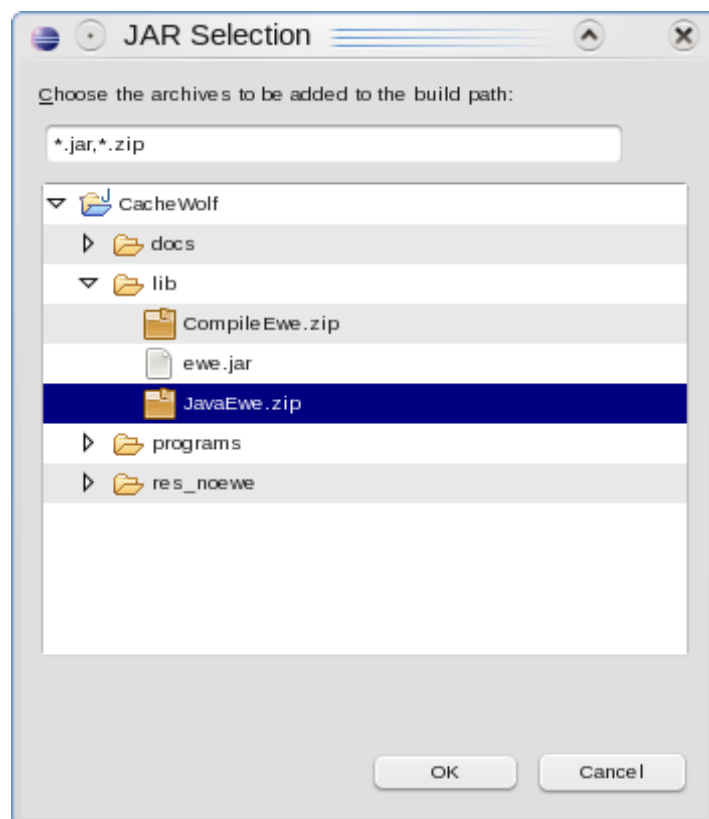 JAR Selection
Choose the archives to be added to the build path:
*.jar,*.zip
CacheWolf
docs
lib
CompileEwe.zip
ewe.jar
JavaEwe.zip
programs
res_noewe
OK Cancel